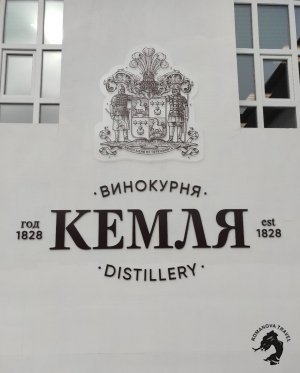 · ВИНОКУРНЯ ·
год
1828
КЕМЛЯ
est
1828
· DISTILLERY ·
ROMANOVA TRAVEL